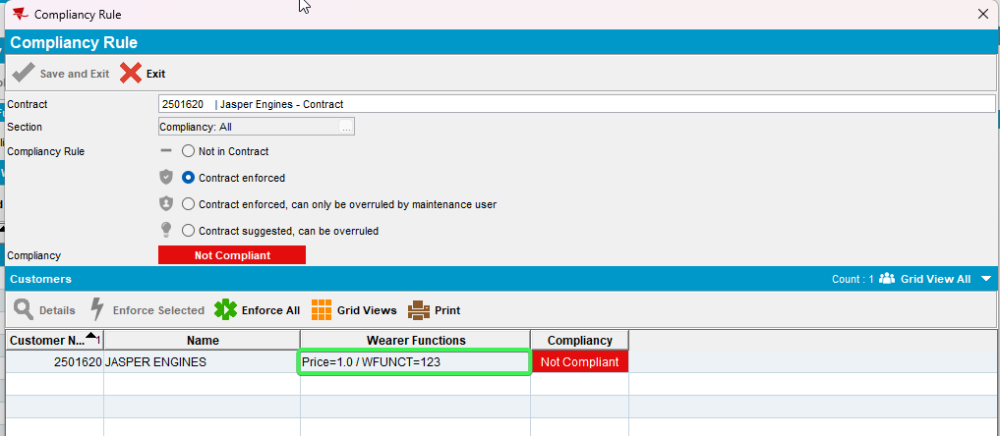 Compliancy Rule
Compliancy Rule
Save and Exit Exit
Contract 2501620 | Jasper Engines - Contract
Section Compliancy: All ...
Compliancy Rule Not in Contract
Contract enforced
Contract enforced, can only be overruled by maintenance user
Contract suggested, can be overruled
Compliancy Not Compliant
Customers Count : 1 Grid View All
Details Enforce Selected Enforce All Grid Views Print
Customer N... 1 Name Wearer Functions Compliancy
2501620 JASPER ENGINES Price=1.0 / WFUNCT=123 Not Compliant